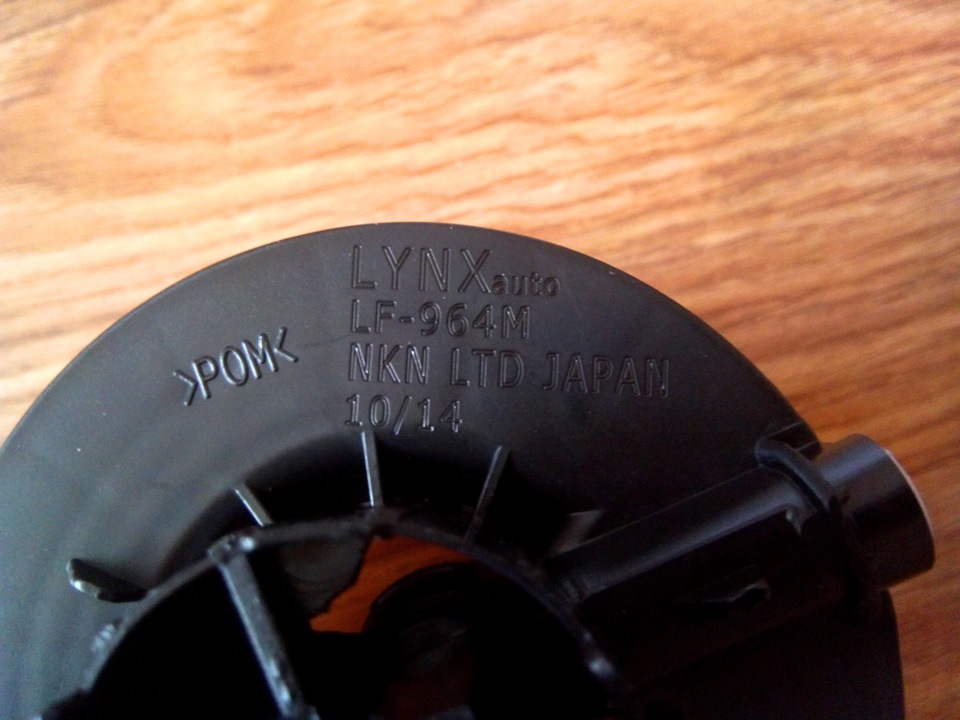 LYNXauto
LF-964M
NKN LTD JAPAN
10/14
>POM<